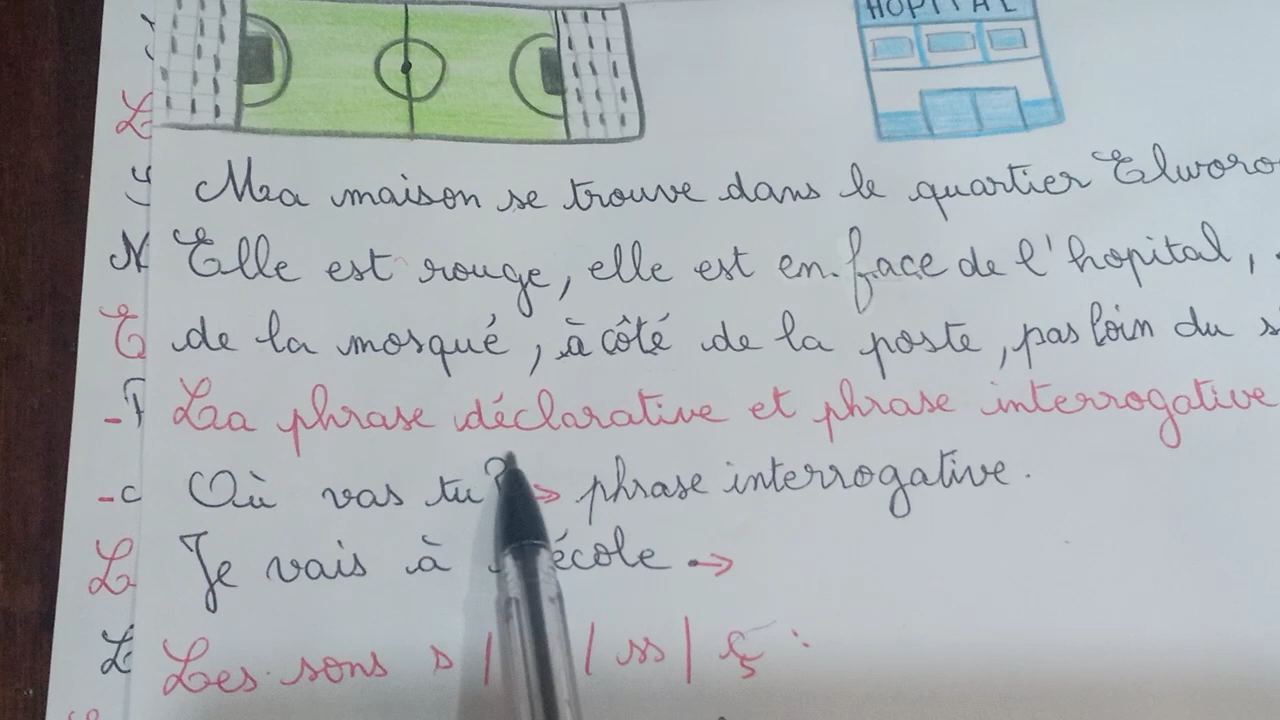 HOPITAL
Ma maison se trouve dans le quartier
Elle est rouge, elle est en face de l'hopital,
de la mosqué, à côté de la poste, pas loin du
La phrase déclarative et phrase interrogative
Où vas tu? → phrase interrogative.
Je vais à école →
Les sons s / / ss / ç :